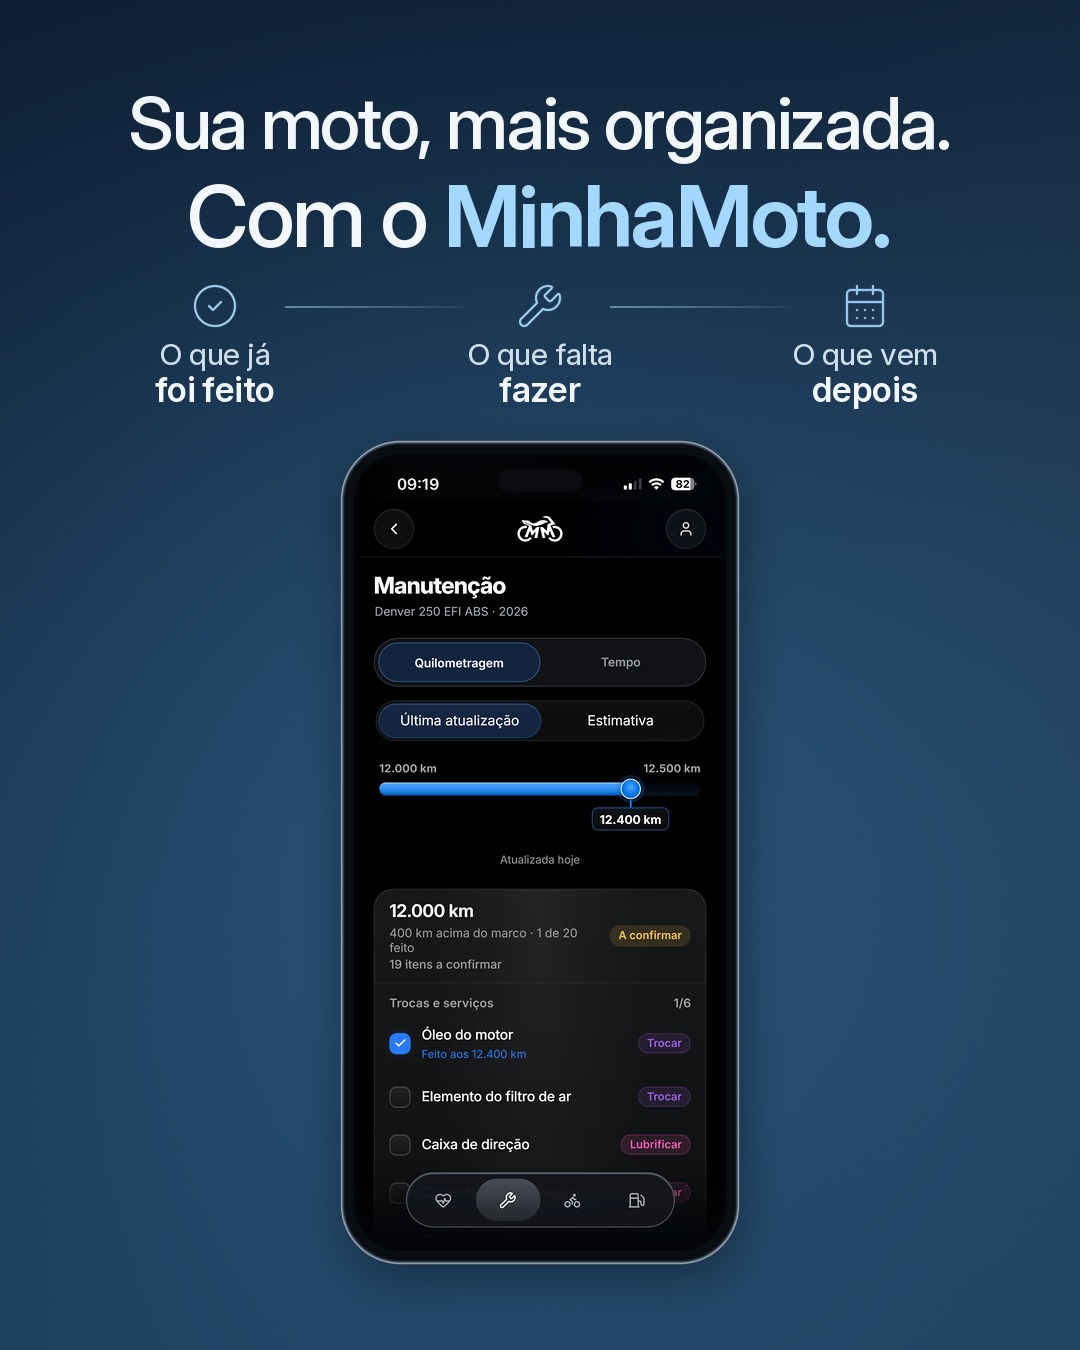 Sua moto, mais organizada.
Com o MinhaMoto.
O que já
foi feito
O que falta
fazer
O que vem
depois
09:19
82
MM
Manutenção
Denver 250 EFI ABS · 2026
Quilometragem
Tempo
Última atualização
Estimativa
12.000 km
12.500 km
12.400 km
Atualizada hoje
12.000 km
400 km acima do marco · 1 de 20
feito
19 itens a confirmar
A confirmar
Trocas e serviços
1/6
Óleo do motor
Feito aos 12.400 km
Trocar
Elemento do filtro de ar
Trocar
Caixa de direção
Lubrificar